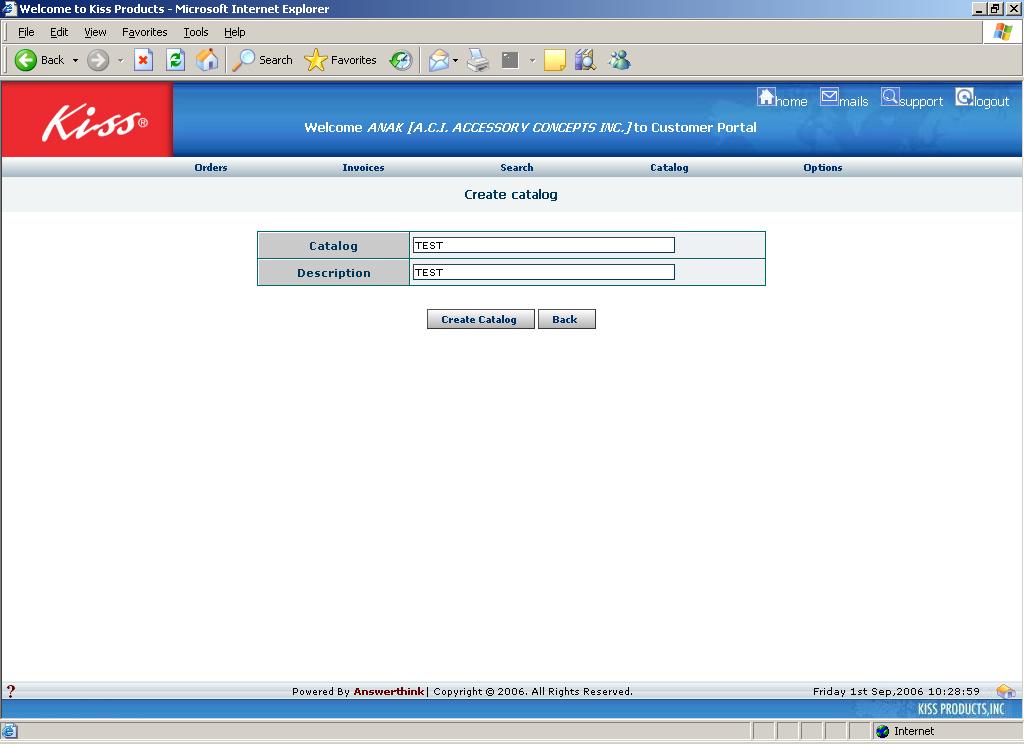 Welcome to Kiss Products - Microsoft Internet Explorer
File Edit View Favorites Tools Help
Back Search Favorites
Kiss®
home mails support logout
Welcome ANAK [A.C.I. ACCESSORY CONCEPTS INC.] to Customer Portal
Orders Invoices Search Catalog Options
Create catalog
Catalog TEST
Description TEST
Create Catalog Back
? Powered By Answerthink | Copyright © 2006. All Rights Reserved. Friday 1st Sep,2006 10:28:59
KISS PRODUCTS,INC
Internet